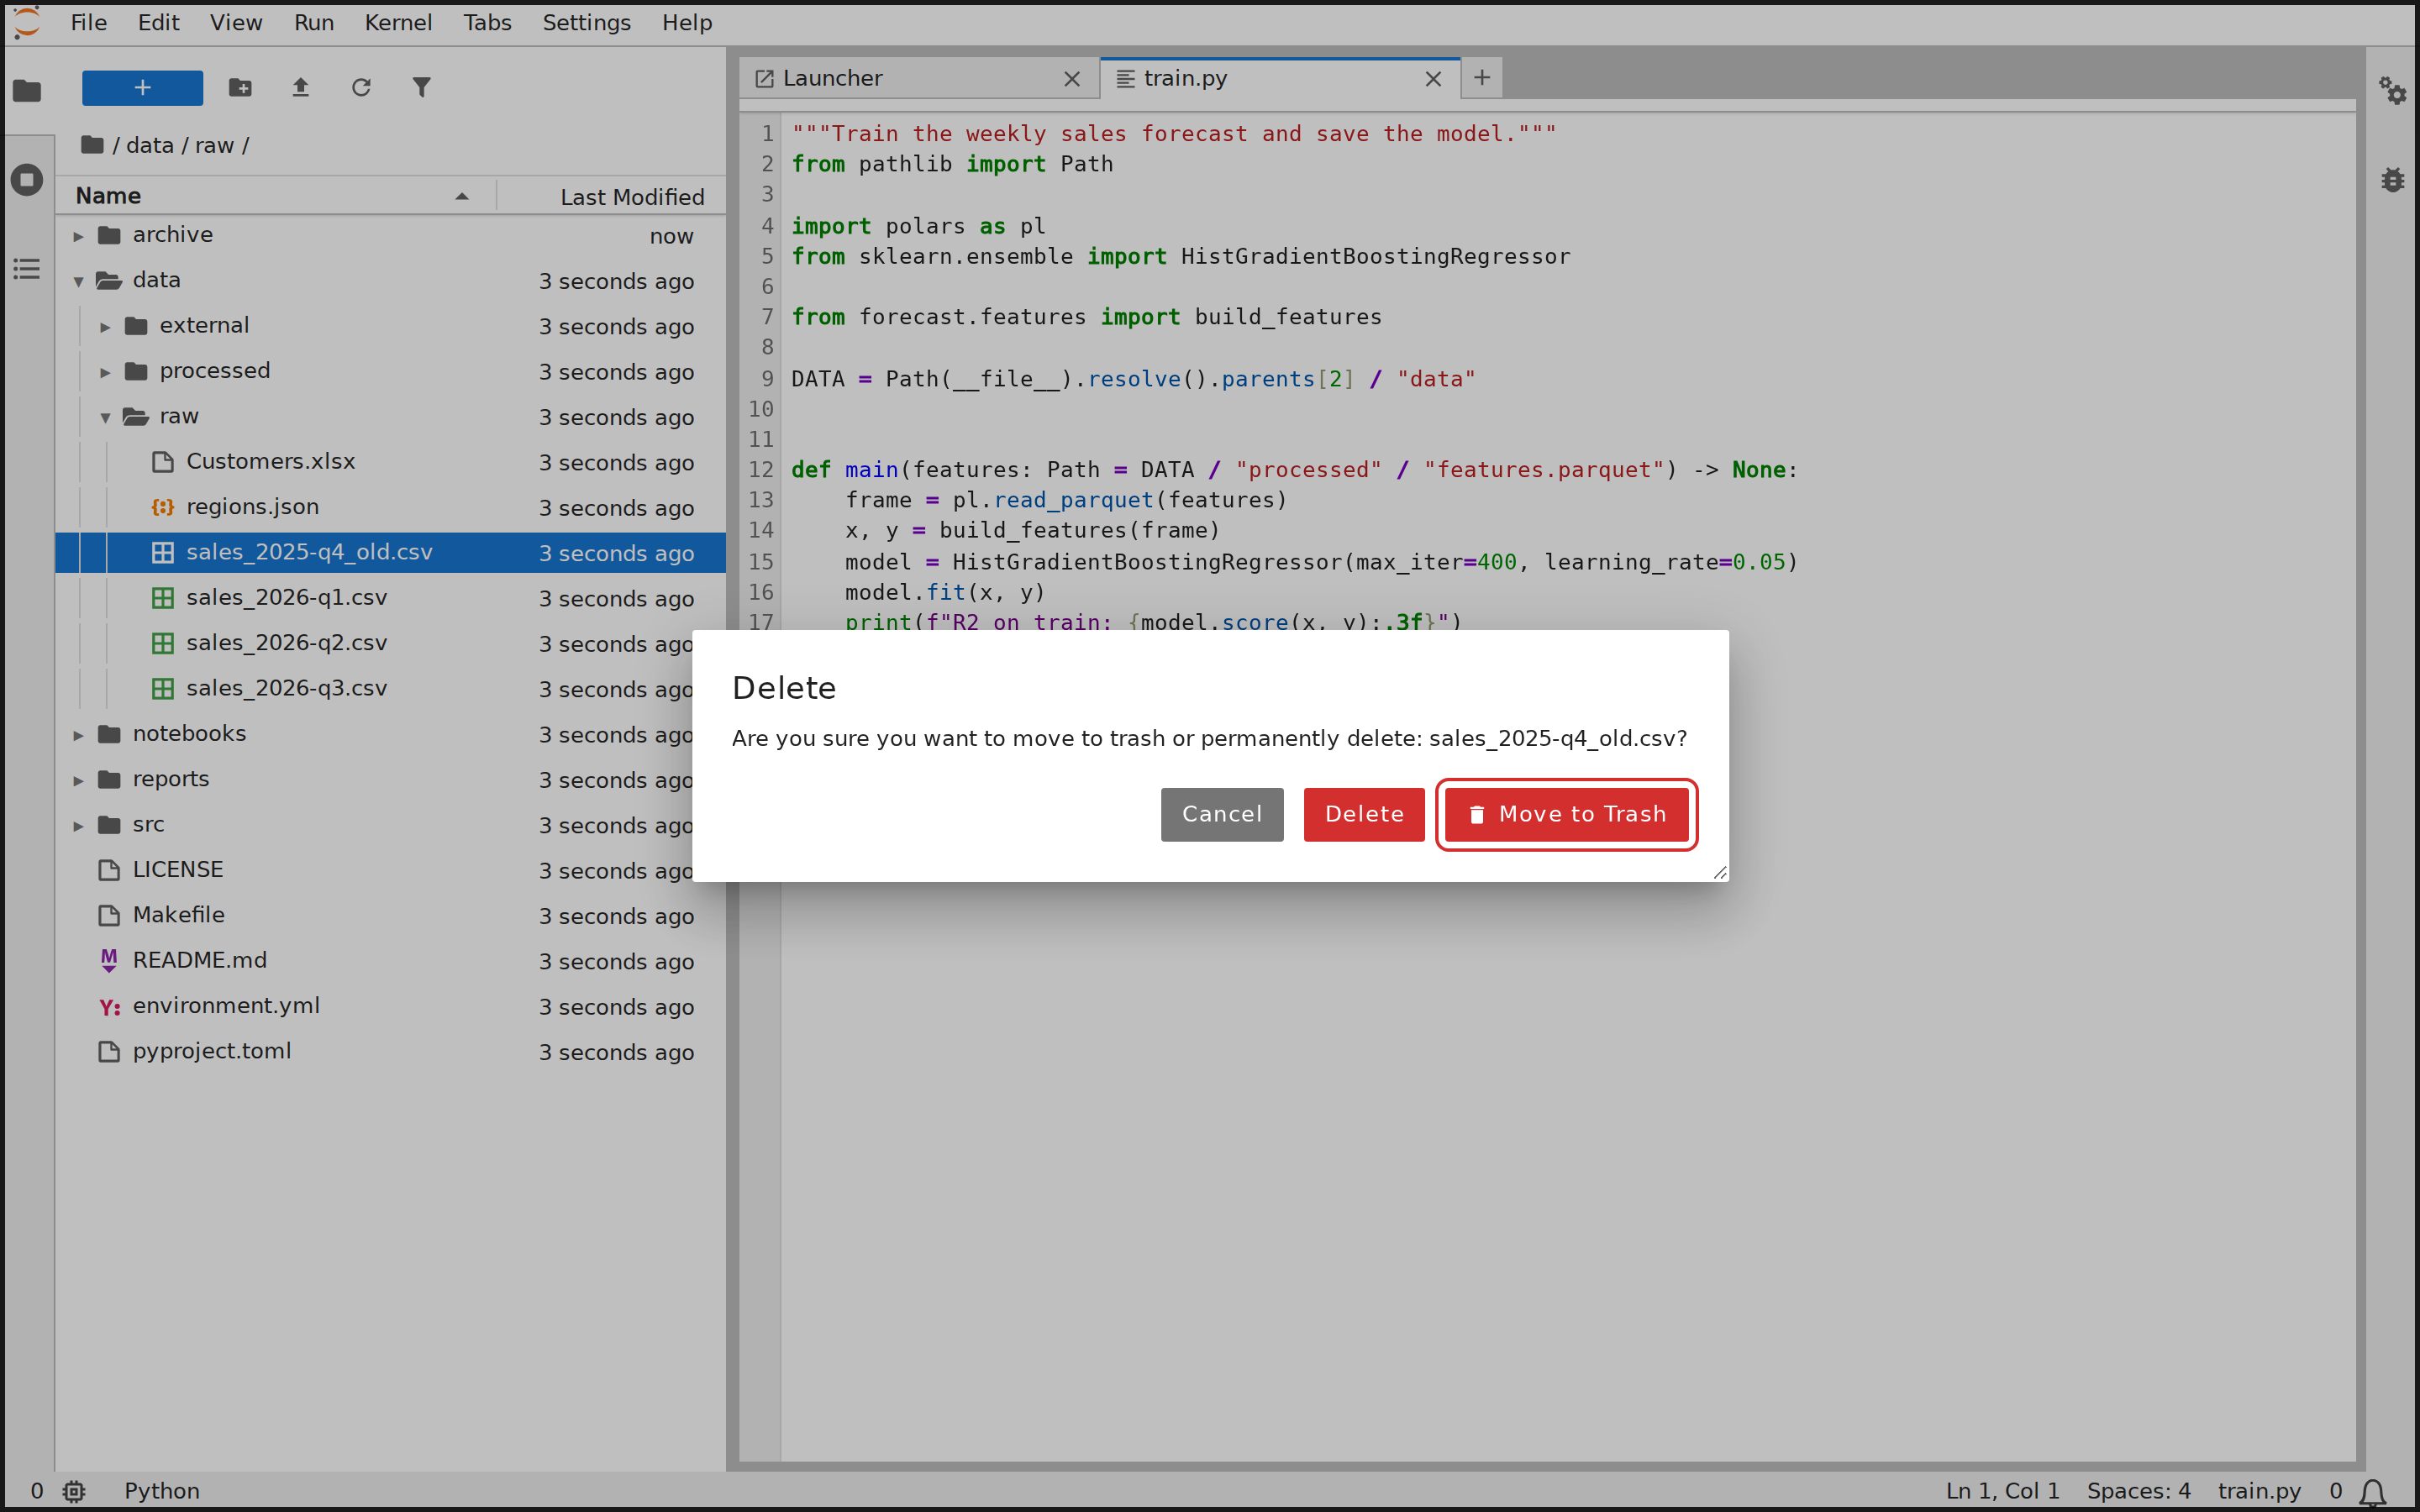 File Edit View Run Kernel Tabs Settings Help
/ data / raw /
Name Last Modified
archive now
data 3 seconds ago
external 3 seconds ago
processed 3 seconds ago
raw 3 seconds ago
Customers.xlsx 3 seconds ago
regions.json 3 seconds ago
sales_2025-q4_old.csv 3 seconds ago
sales_2026-q1.csv 3 seconds ago
sales_2026-q2.csv 3 seconds ago
sales_2026-q3.csv 3 seconds ago
notebooks 3 seconds ago
reports 3 seconds ago
src 3 seconds ago
LICENSE 3 seconds ago
Makefile 3 seconds ago
README.md 3 seconds ago
environment.yml 3 seconds ago
pyproject.toml 3 seconds ago
Launcher train.py
1 """Train the weekly sales forecast and save the model."""
2 from pathlib import Path
3
4 import polars as pl
5 from sklearn.ensemble import HistGradientBoostingRegressor
6
7 from forecast.features import build_features
8
9 DATA = Path(__file__).resolve().parents[2] / "data"
10
11
12 def main(features: Path = DATA / "processed" / "features.parquet") -> None:
13     frame = pl.read_parquet(features)
14     x, y = build_features(frame)
15     model = HistGradientBoostingRegressor(max_iter=400, learning_rate=0.05)
16     model.fit(x, y)
17     print(f"R2 on train: {model.score(x, y):.3f}")
Delete
Are you sure you want to move to trash or permanently delete: sales_2025-q4_old.csv?
Cancel Delete Move to Trash
0 Python Ln 1, Col 1 Spaces: 4 train.py 0